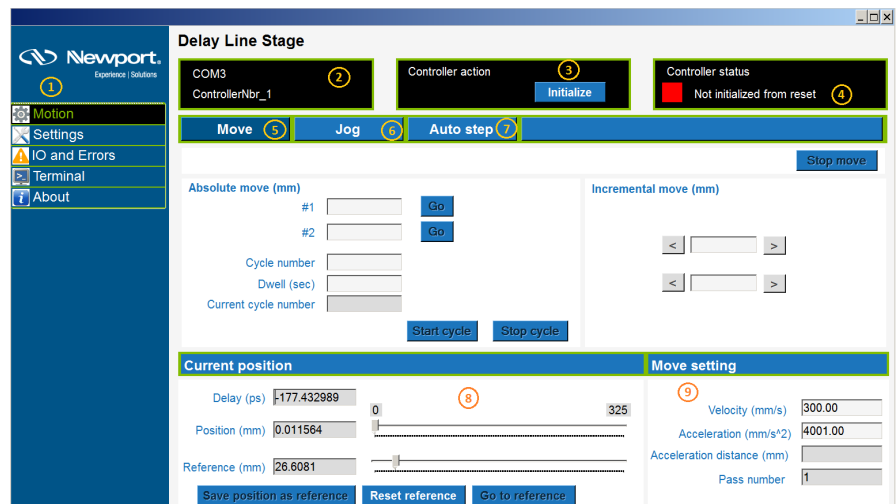 Delay Line Stage
Newport.
Experience | Solutions
1
Motion
Settings
IO and Errors
Terminal
About
COM3
ControllerNbr_1
2
Controller action
3
Initialize
Controller status
Not initialized from reset
4
Move
5
Jog
6
Auto step
7
Stop move
Absolute move (mm)
#1
Go
#2
Go
Cycle number
Dwell (sec)
Current cycle number
Start cycle
Stop cycle
Incremental move (mm)
< >
< >
Current position
Delay (ps) -177.432989
8
0 325
Position (mm) 0.011564
Reference (mm) 26.6081
Save position as reference
Reset reference
Go to reference
Move setting
9
Velocity (mm/s) 300.00
Acceleration (mm/s^2) 4001.00
Acceleration distance (mm)
Pass number 1